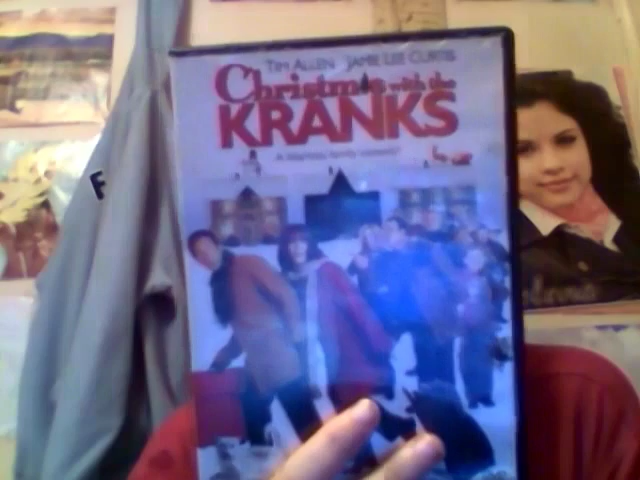 TIM ALLEN JAMIE LEE CURTIS
Christmas with the
KRANKS
F